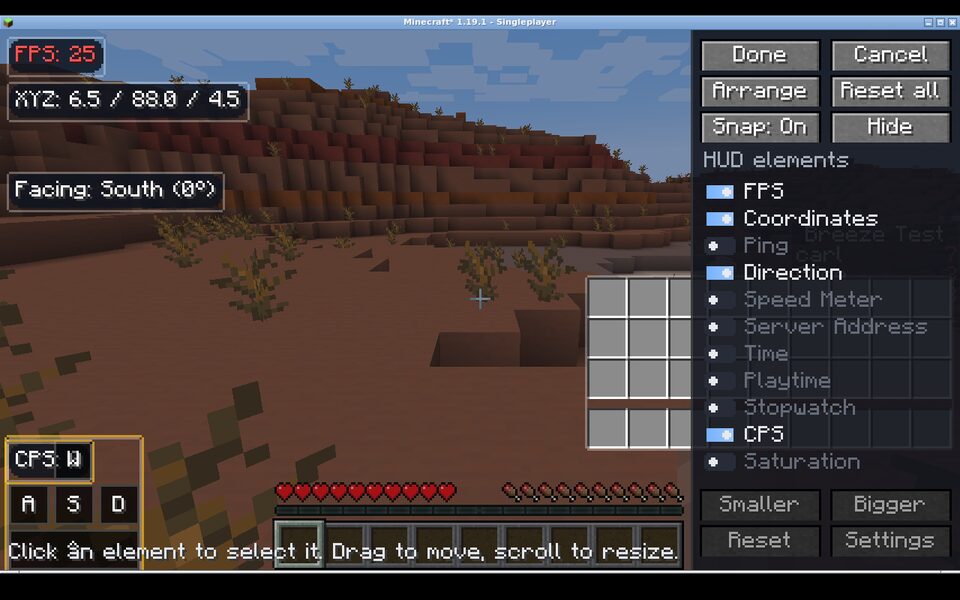 Minecraft* 1.19.1 - Singleplayer
FPS: 25
XYZ: 6.5 / 88.0 / 4.5
Facing: South (0°)
Done
Cancel
Arrange
Reset all
Snap: On
Hide
HUD elements
FPS
Coordinates
Ping
Direction
Speed Meter
Server Address
Time
Playtime
Stopwatch
CPS
Saturation
Breeze Test
carl
Smaller
Bigger
Reset
Settings
CPS W
A S D
Click an element to select it. Drag to move, scroll to resize.